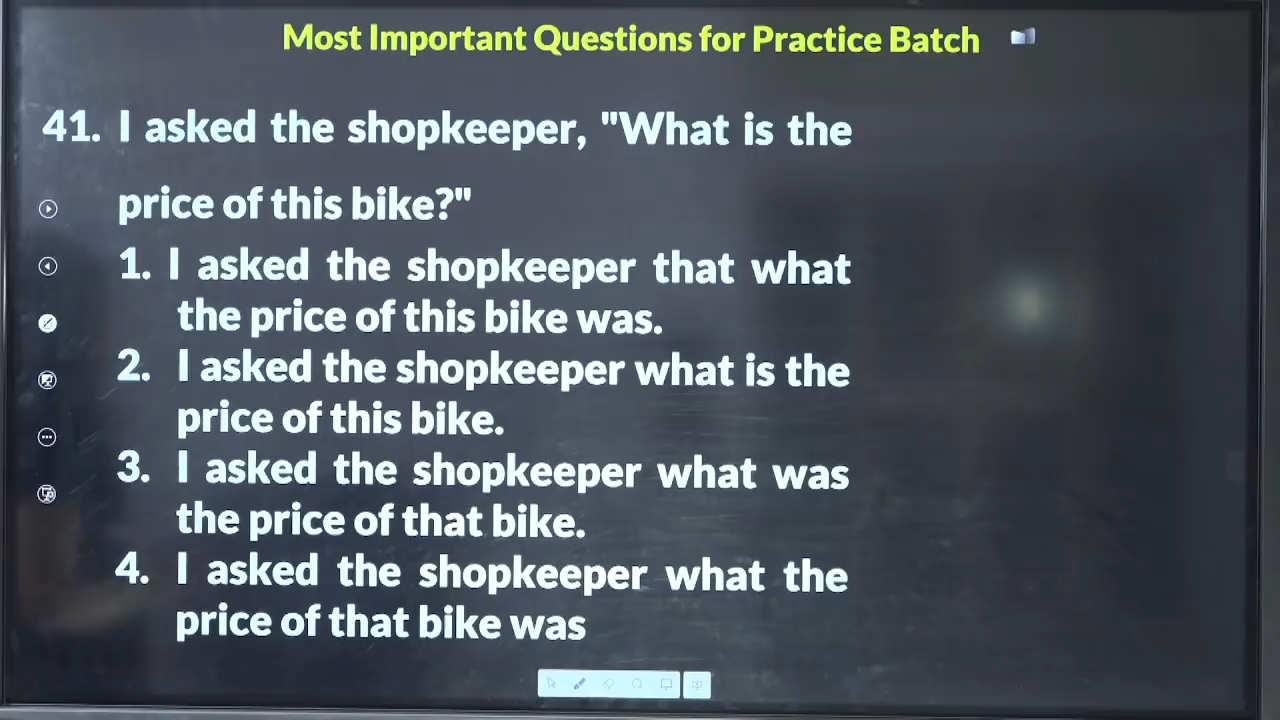 Most Important Questions for Practice Batch
41. I asked the shopkeeper, "What is the
price of this bike?"
1. I asked the shopkeeper that what
the price of this bike was.
2. I asked the shopkeeper what is the
price of this bike.
3. I asked the shopkeeper what was
the price of that bike.
4. I asked the shopkeeper what the
price of that bike was